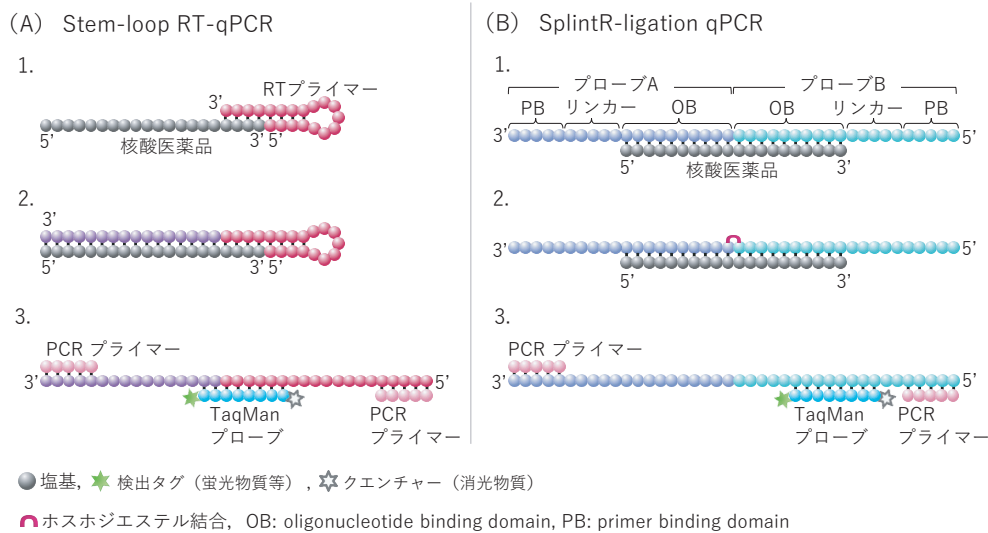 (A) Stem-loop RT-qPCR
1.
3’ RTプライマー
5’ 核酸医薬品 3’ 5’
2.
3’
5’ 3’ 5’
3.
PCR プライマー
3’ 5’
TaqMan
プローブ
PCR
プライマー
(B) SplintR-ligation qPCR
1.
プローブA プローブB
PB リンカー OB OB リンカー PB
3’ 5’
5’ 核酸医薬品 3’
2.
3’ 5’
5’ 3’
3.
PCR プライマー
3’ 5’
TaqMan
プローブ
PCR
プライマー
塩基, 検出タグ（蛍光物質等）, クエンチャー（消光物質）
ホスホジエステル結合, OB: oligonucleotide binding domain, PB: primer binding domain